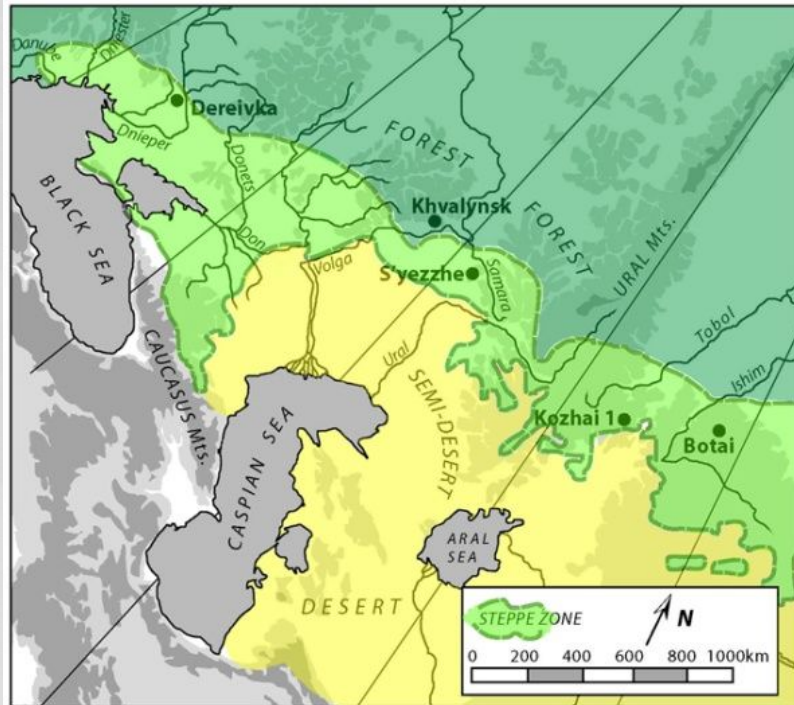 Danube
Dniester
Dereivka
Dnieper
Donets
FOREST
BLACK SEA
Khvalynsk
FOREST
Don
URAL Mts.
Volga
S'yezzhe
Samara
Tobol
CAUCASUS Mts.
Ural
Ishim
SEMI-DESERT
Kozhai 1
Botai
CASPIAN SEA
ARAL
SEA
DESERT
STEPPE ZONE
N
0 200 400 600 800 1000km